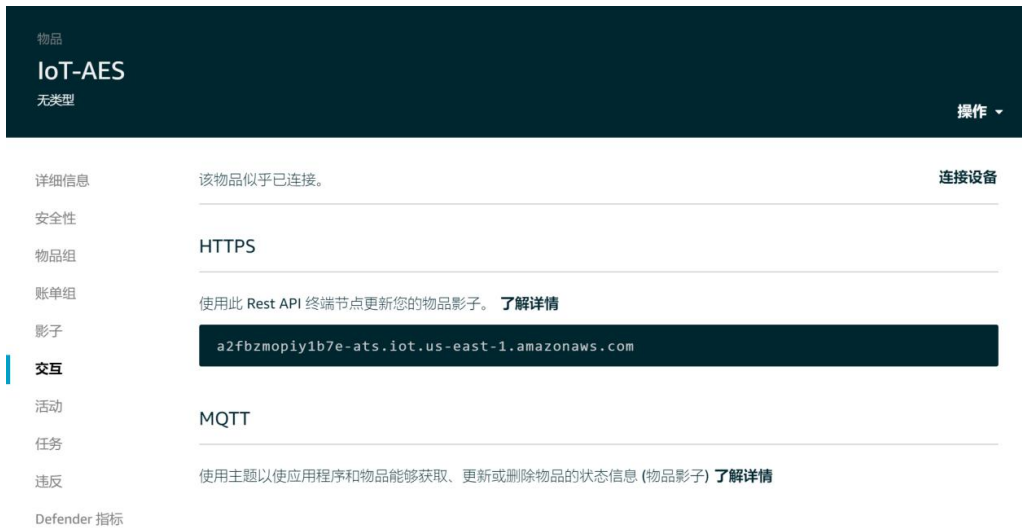 物品
IoT-AES
无类型
操作
详细信息
安全性
物品组
账单组
影子
交互
活动
任务
违反
Defender 指标
该物品似乎已连接。
连接设备
HTTPS
使用此 Rest API 终端节点更新您的物品影子。 了解详情
a2fbzmopiy1b7e-ats.iot.us-east-1.amazonaws.com
MQTT
使用主题以使应用程序和物品能够获取、更新或删除物品的状态信息 (物品影子) 了解详情